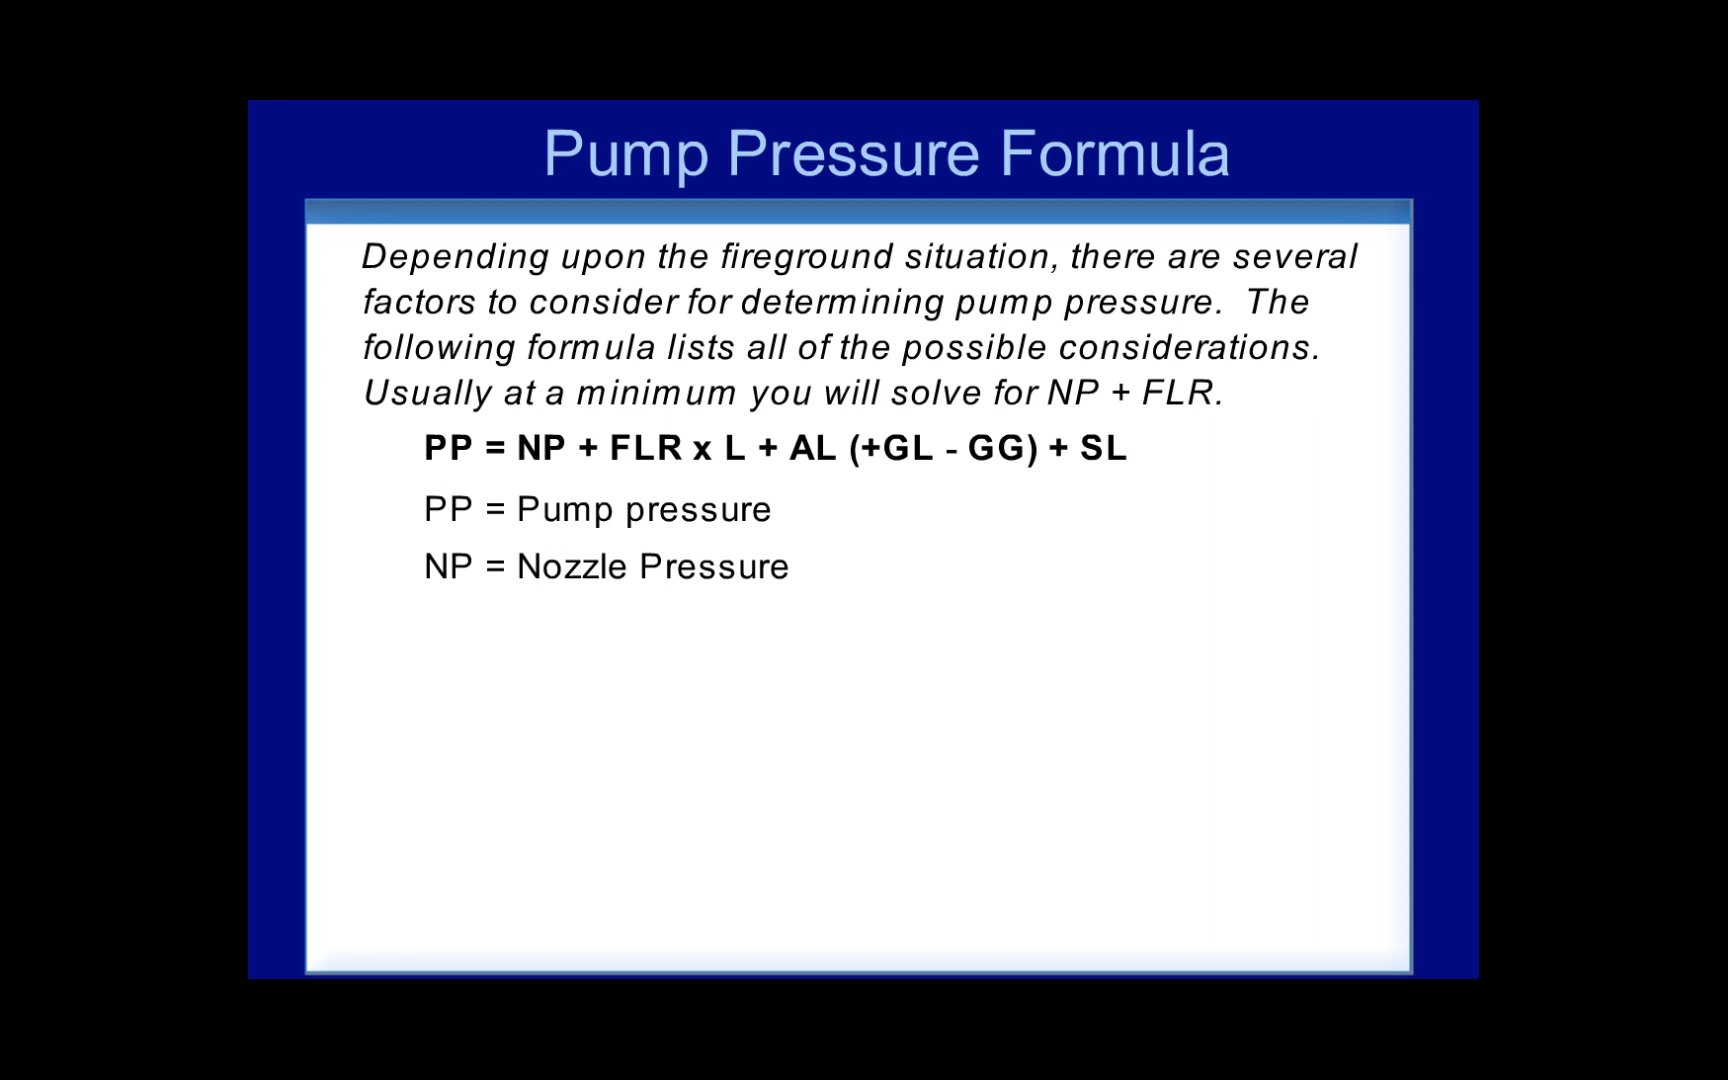 Pump Pressure Formula
Depending upon the fireground situation, there are several
factors to consider for determining pump pressure.  The
following formula lists all of the possible considerations.
Usually at a minimum you will solve for NP + FLR.
PP = NP + FLR x L + AL (+GL - GG) + SL
PP = Pump pressure
NP = Nozzle Pressure